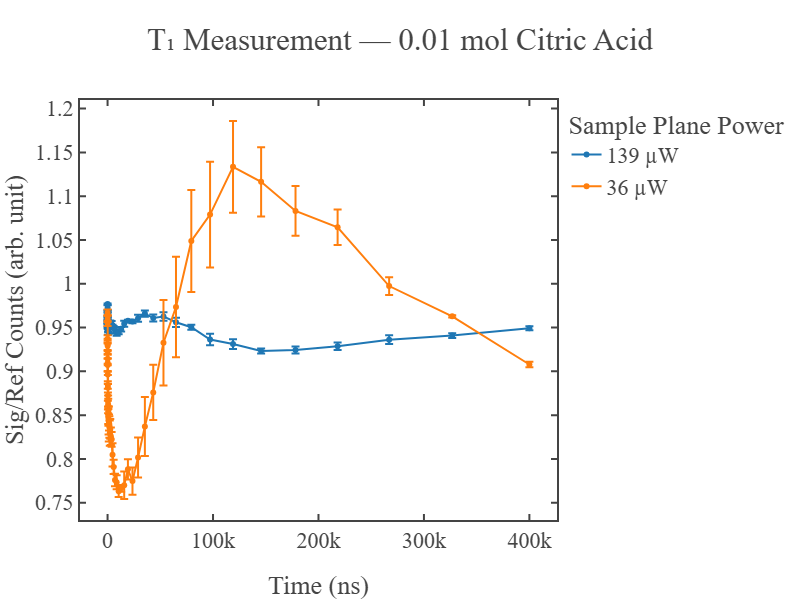 T₁ Measurement — 0.01 mol Citric Acid
Sample Plane Power
139 µW
36 µW
Sig/Ref Counts (arb. unit)
1.2
1.15
1.1
1.05
1
0.95
0.9
0.85
0.8
0.75
0
100k
200k
300k
400k
Time (ns)